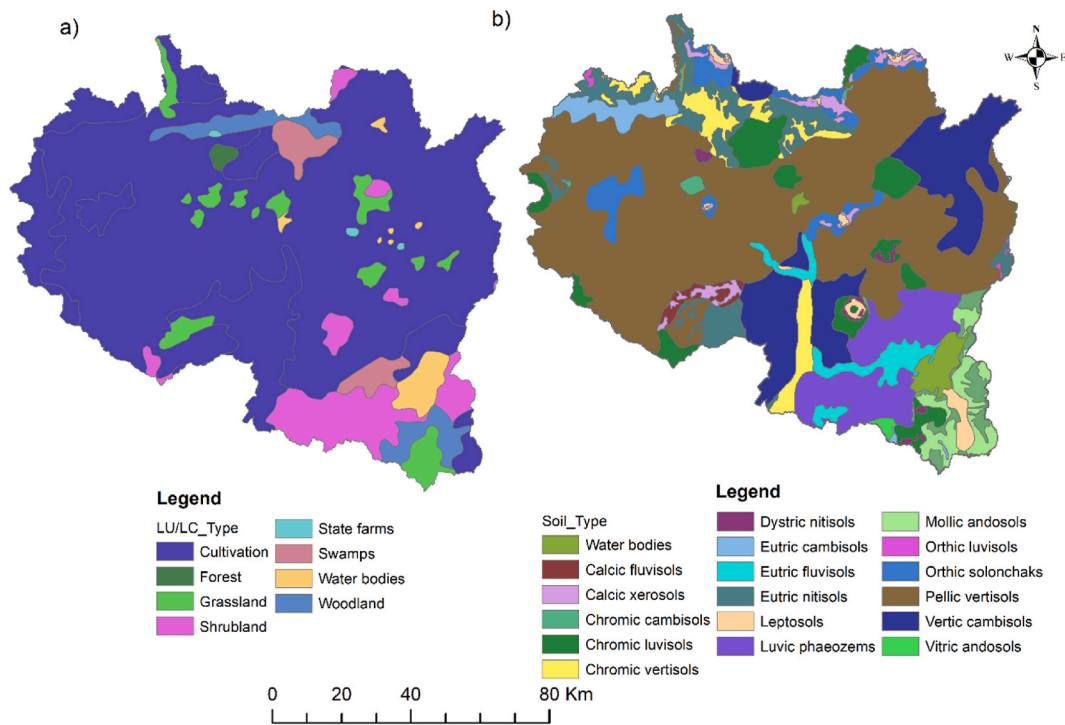 a)
b)
N
W
E
S
Legend
LU/LC_Type
Cultivation
Forest
Grassland
Shrubland
State farms
Swamps
Water bodies
Woodland
Legend
Soil_Type
Water bodies
Calcic fluvisols
Calcic xerosols
Chromic cambisols
Chromic luvisols
Chromic vertisols
Dystric nitisols
Eutric cambisols
Eutric fluvisols
Eutric nitisols
Leptosols
Luvic phaeozems
Mollic andosols
Orthic luvisols
Orthic solonchaks
Pellic vertisols
Vertic cambisols
Vitric andosols
0 20 40 80 Km